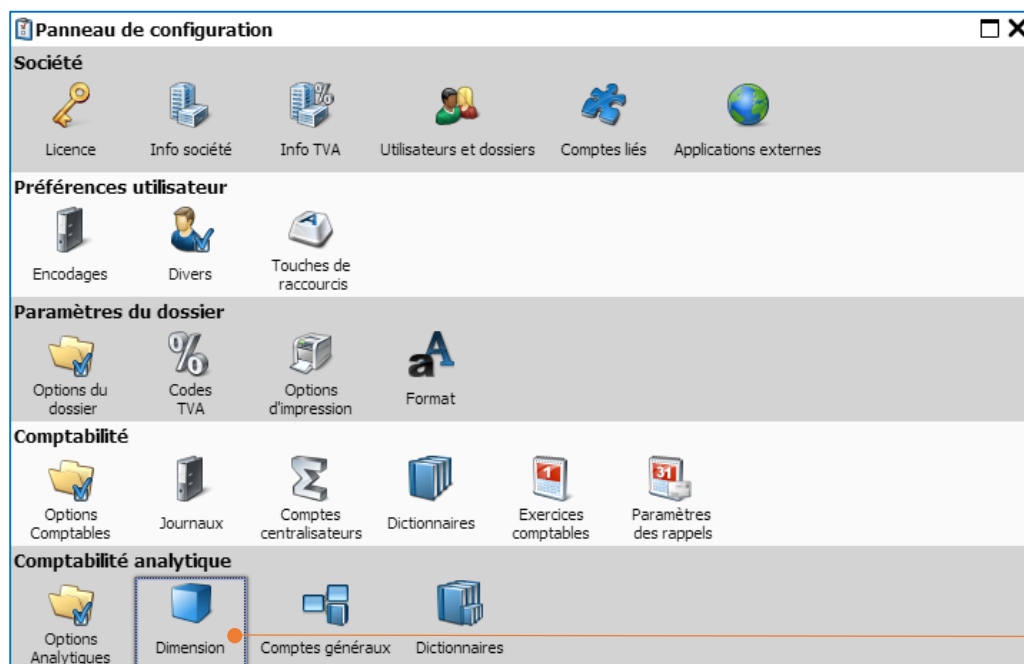 Panneau de configuration
Société
Licence
Info société
Info TVA
Utilisateurs et dossiers
Comptes liés
Applications externes
Préférences utilisateur
Encodages
Divers
Touches de
raccourcis
Paramètres du dossier
Options du
dossier
Codes
TVA
Options
d'impression
Format
Comptabilité
Options
Comptables
Journaux
Comptes
centralisateurs
Dictionnaires
Exercices
comptables
Paramètres
des rappels
Comptabilité analytique
Options
Analytiques
Dimension
Comptes généraux
Dictionnaires